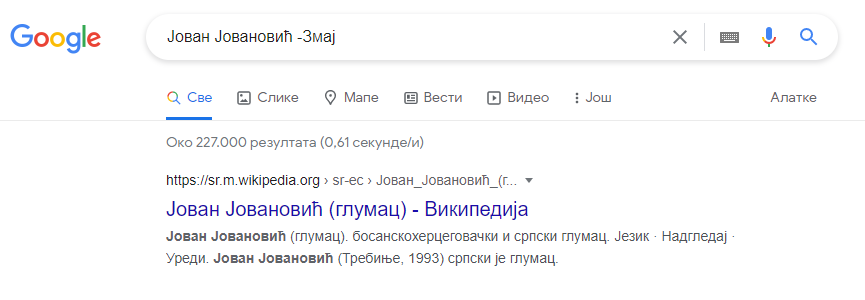 Google
Јован Јовановић -Змај
Све Слике Мапе Вести Видео Још Алатке
Око 227.000 резултата (0,61 секунде/и)
https://sr.m.wikipedia.org › sr-ec › Јован_Јовановић_(г...
Јован Јовановић (глумац) - Википедија
Јован Јовановић (глумац). босанскохерцеговачки и српски глумац. Језик · Надгледај ·
Уреди. Јован Јовановић (Требиње, 1993) српски је глумац.